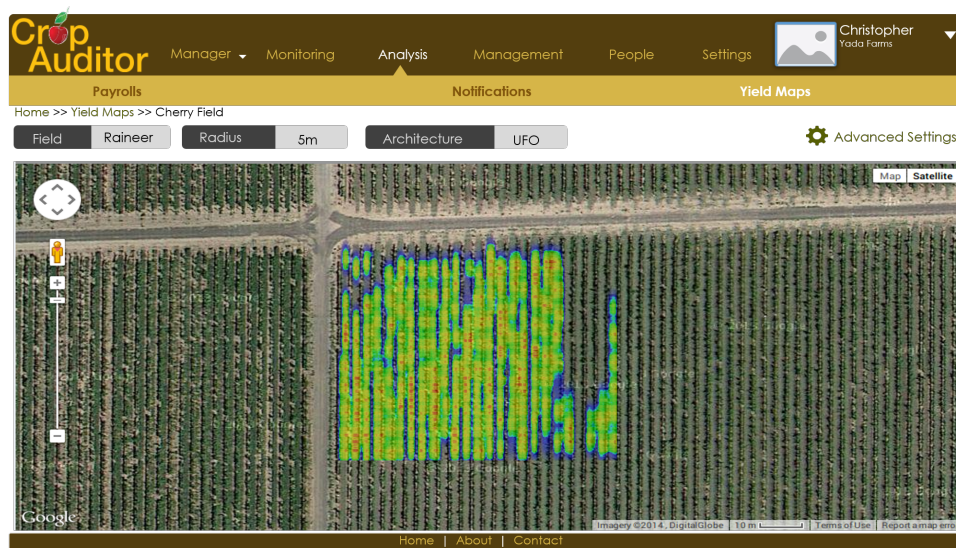 Crop
Auditor
Manager Monitoring Analysis Management People Settings
Christopher
Yada Farms
Payrolls Notifications Yield Maps
Home >> Yield Maps >> Cherry Field
Field Raineer Radius 5m Architecture UFO Advanced Settings
Map Satellite
Google
Imagery ©2014 , DigitalGlobe 10 m Terms of Use Report a map erro
Home | About | Contact